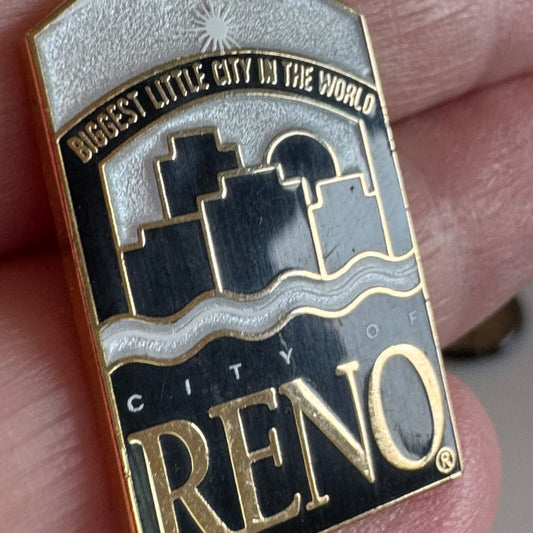 BIGGEST LITTLE CITY IN THE WORLD
CITY OF
RENO®